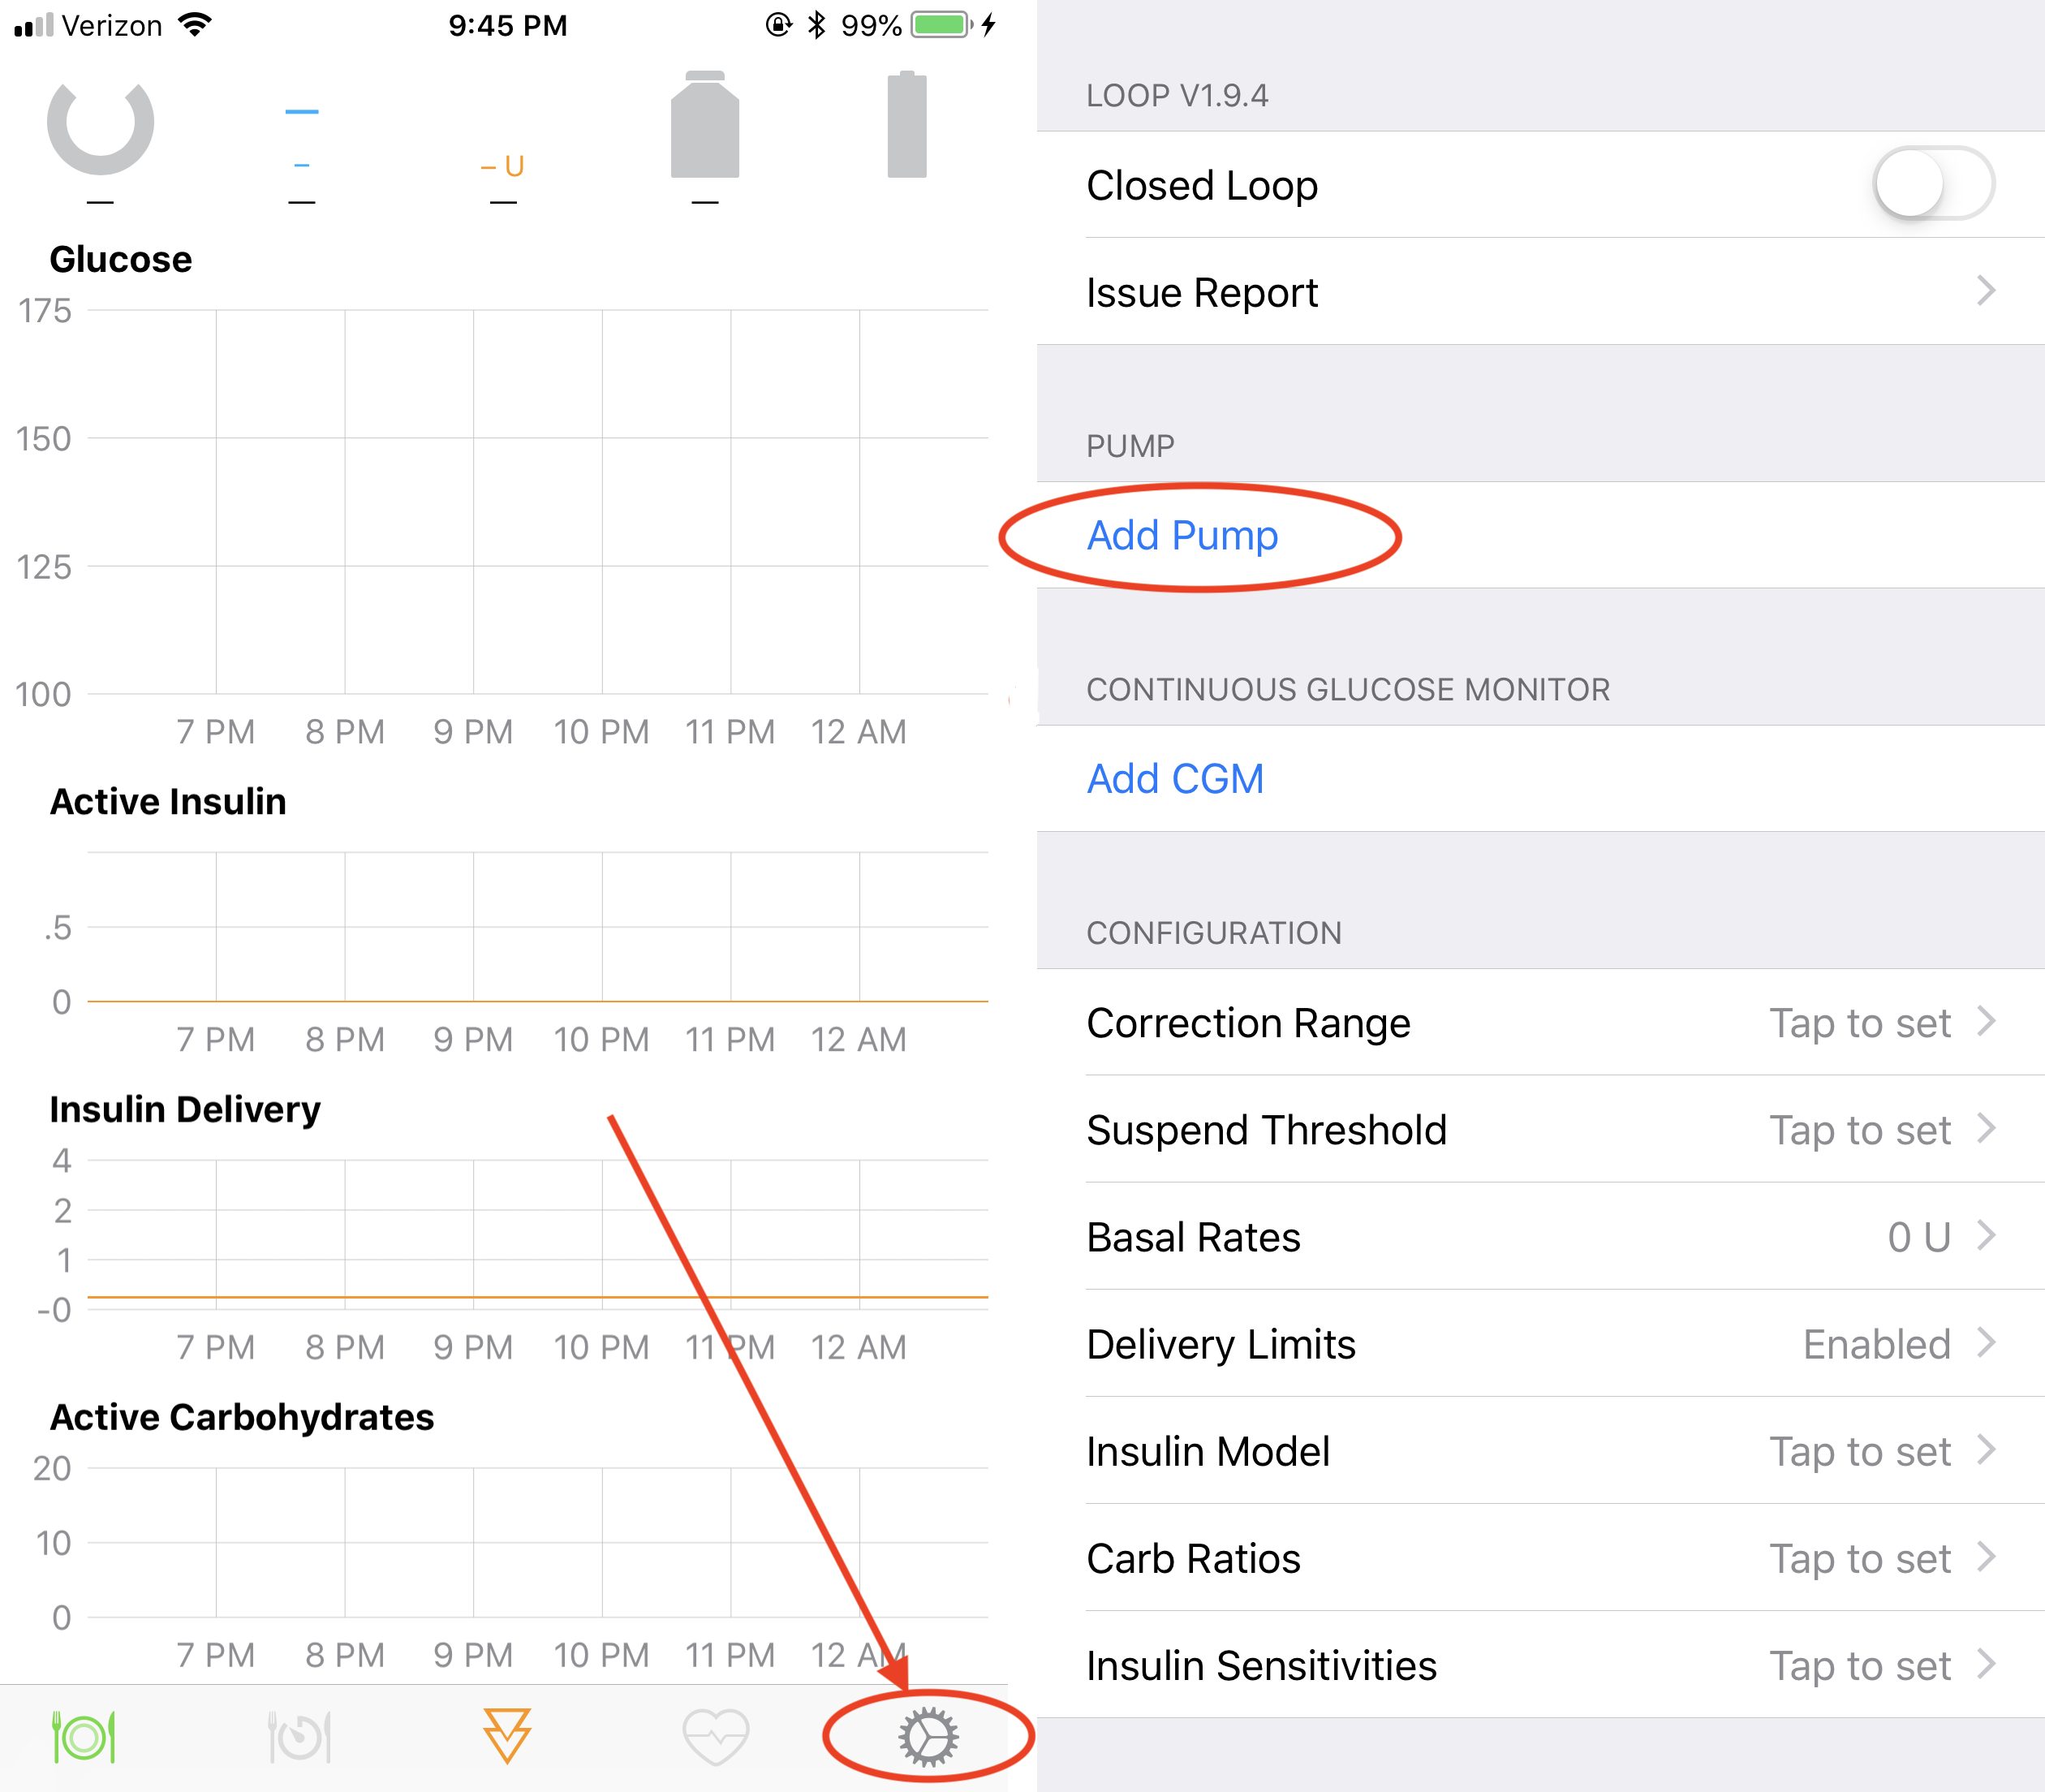 Verizon 9:45 PM 99%
– U
Glucose
175
150
125
100
7 PM 8 PM 9 PM 10 PM 11 PM 12 AM
Active Insulin
.5
0
7 PM 8 PM 9 PM 10 PM 11 PM 12 AM
Insulin Delivery
4
2
1
-0
7 PM 8 PM 9 PM 10 PM 11 PM 12 AM
Active Carbohydrates
20
10
0
7 PM 8 PM 9 PM 10 PM 11 PM 12 AM
LOOP V1.9.4
Closed Loop
Issue Report
PUMP
Add Pump
CONTINUOUS GLUCOSE MONITOR
Add CGM
CONFIGURATION
Correction Range Tap to set
Suspend Threshold Tap to set
Basal Rates 0 U
Delivery Limits Enabled
Insulin Model Tap to set
Carb Ratios Tap to set
Insulin Sensitivities Tap to set